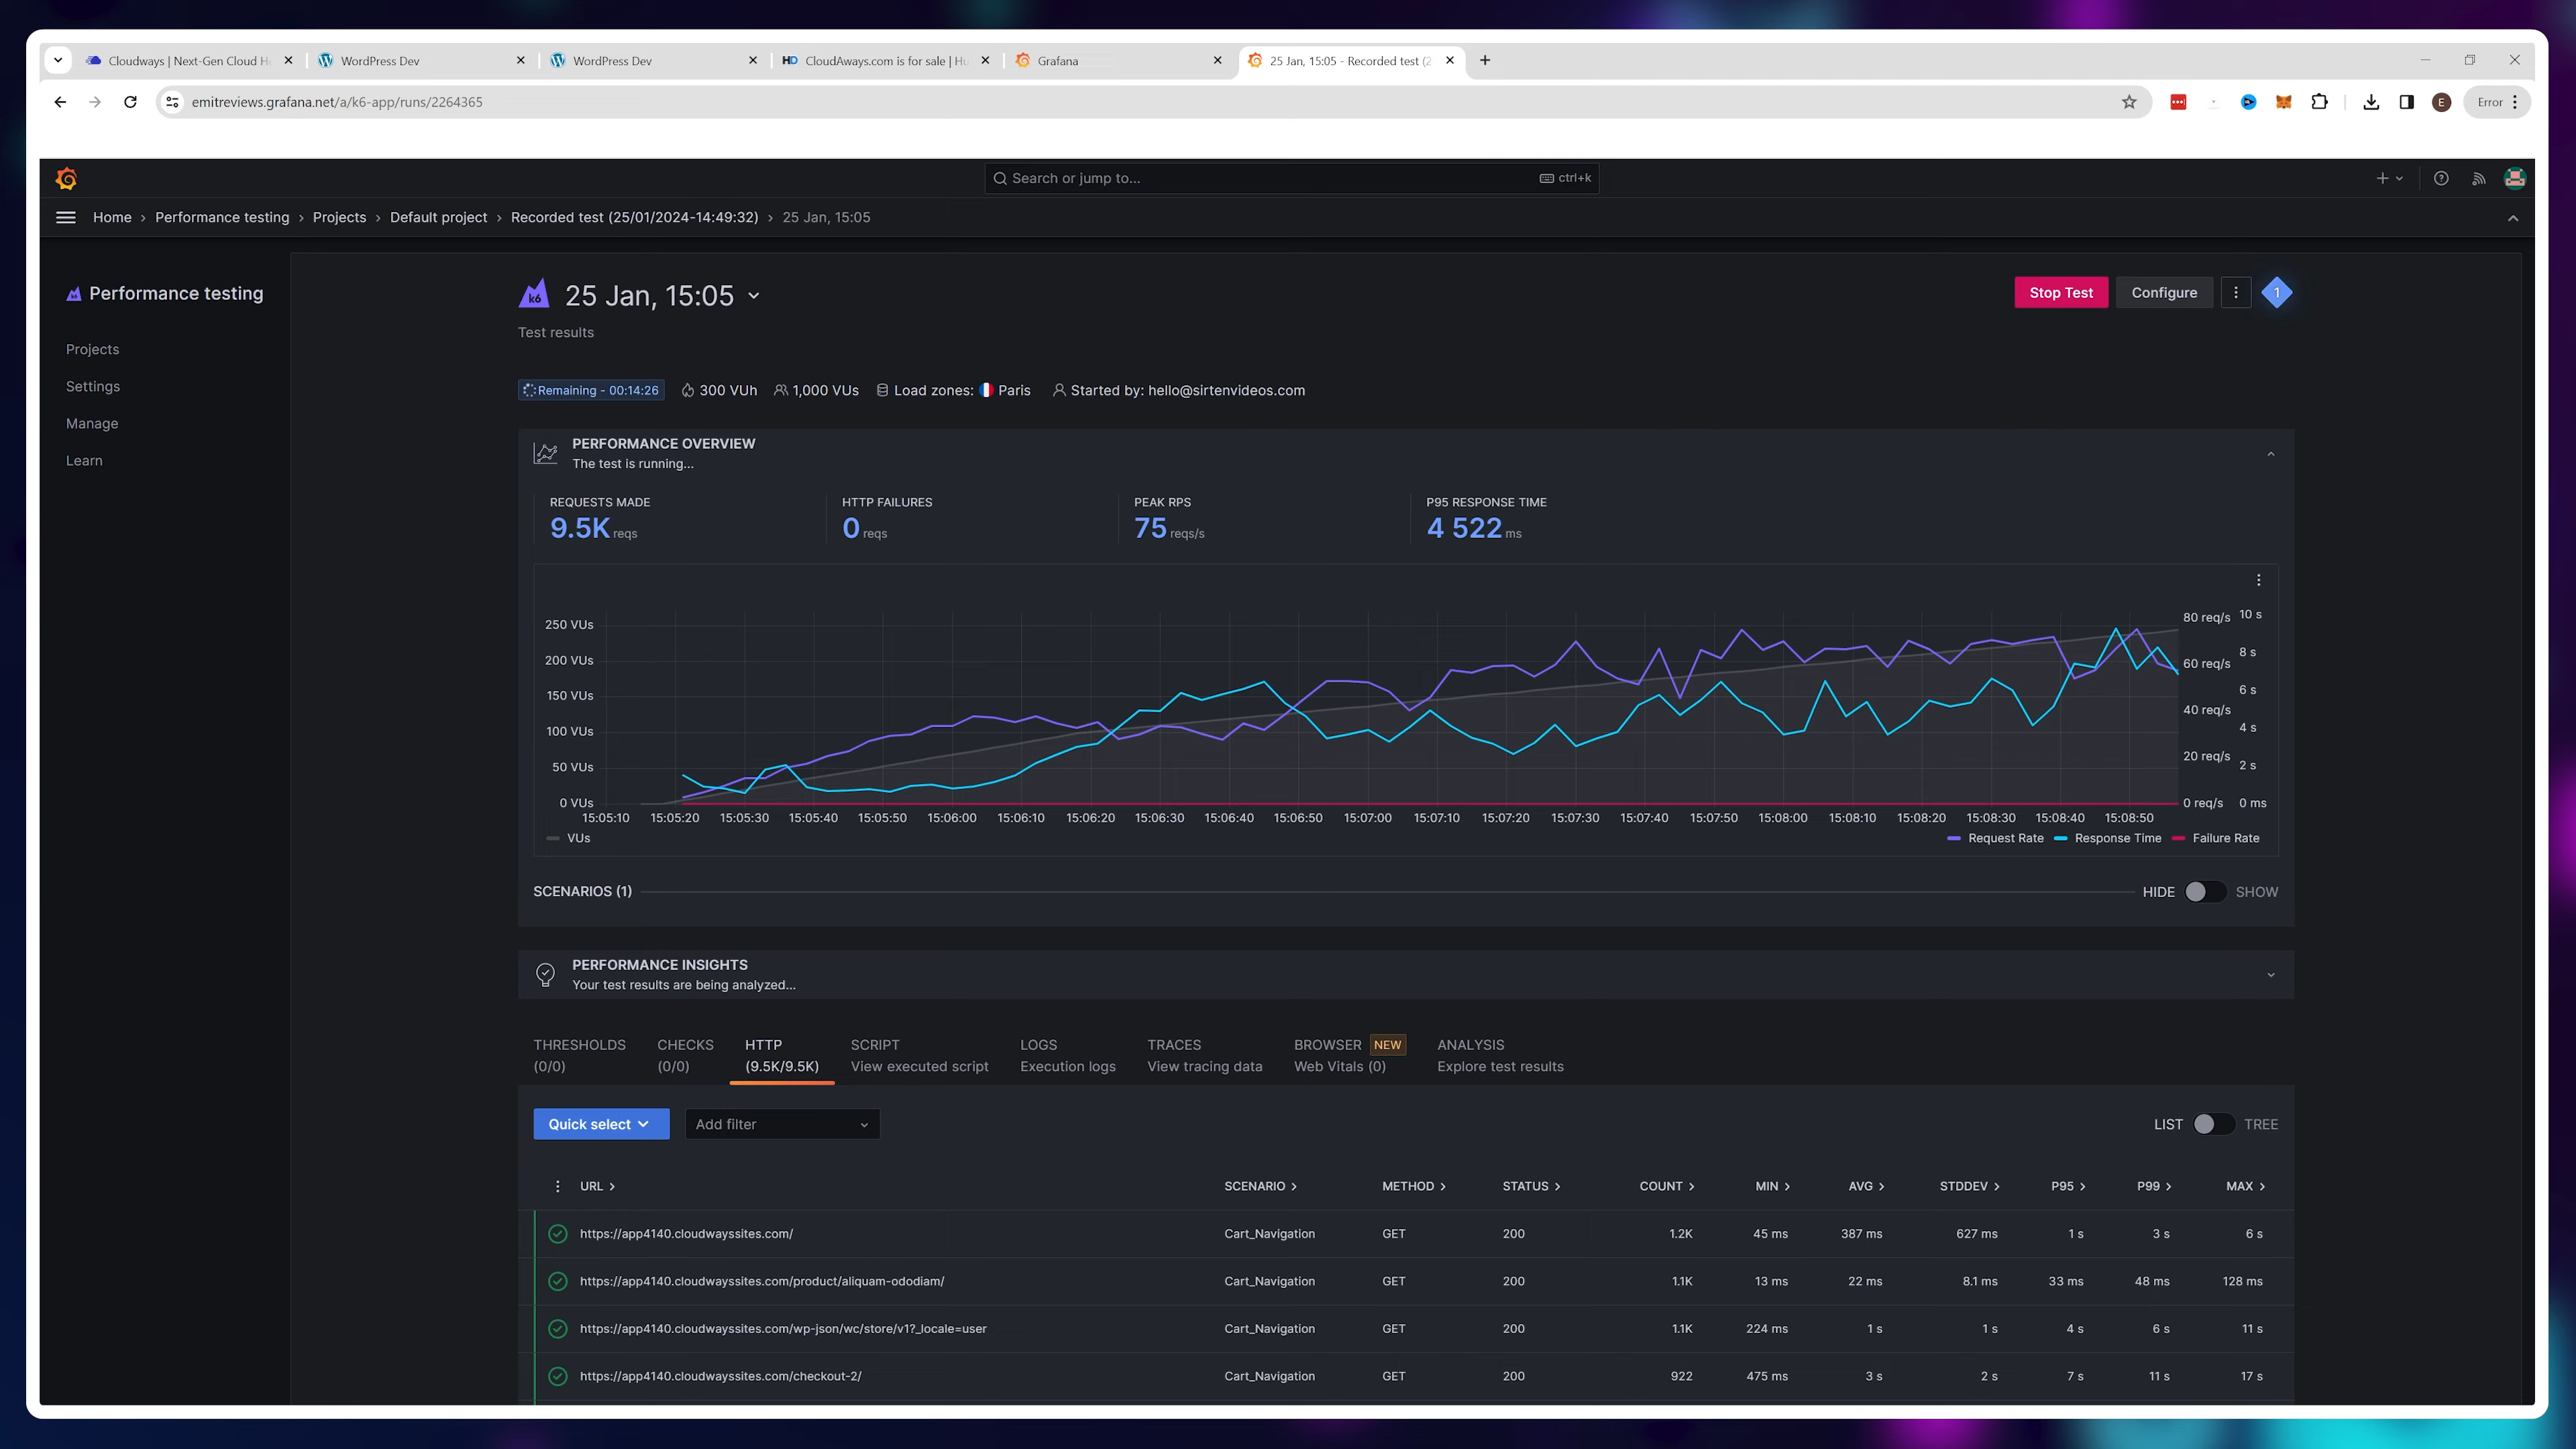 Cloudways | Next-Gen Cloud H
WordPress Dev
WordPress Dev
HD CloudAways.com is for sale | Hu
Grafana
25 Jan, 15:05 - Recorded test (2
emitreviews.grafana.net/a/k6-app/runs/2264365
E
Error
Search or jump to...
ctrl+k
Home › Performance testing › Projects › Default project › Recorded test (25/01/2024-14:49:32) › 25 Jan, 15:05
Performance testing
Projects
Settings
Manage
Learn
k6
25 Jan, 15:05
Test results
Stop Test
Configure
1
Remaining - 00:14:26
300 VUh
1,000 VUs
Load zones: Paris
Started by: hello@sirtenvideos.com
PERFORMANCE OVERVIEW
The test is running...
REQUESTS MADE
9.5K reqs
HTTP FAILURES
0 reqs
PEAK RPS
75 reqs/s
P95 RESPONSE TIME
4 522 ms
250 VUs
200 VUs
150 VUs
100 VUs
50 VUs
0 VUs
80 req/s 10 s
8 s
60 req/s
6 s
40 req/s
4 s
20 req/s
2 s
0 req/s 0 ms
15:05:10 15:05:20 15:05:30 15:05:40 15:05:50 15:06:00 15:06:10 15:06:20 15:06:30 15:06:40 15:06:50 15:07:00 15:07:10 15:07:20 15:07:30 15:07:40 15:07:50 15:08:00 15:08:10 15:08:20 15:08:30 15:08:40 15:08:50
VUs
Request Rate Response Time Failure Rate
SCENARIOS (1)
HIDE SHOW
PERFORMANCE INSIGHTS
Your test results are being analyzed...
THRESHOLDS
(0/0)
CHECKS
(0/0)
HTTP
(9.5K/9.5K)
SCRIPT
View executed script
LOGS
Execution logs
TRACES
View tracing data
BROWSER NEW
Web Vitals (0)
ANALYSIS
Explore test results
Quick select
Add filter
LIST TREE
URL SCENARIO METHOD STATUS COUNT MIN AVG STDDEV P95 P99 MAX
https://app4140.cloudwayssites.com/ Cart_Navigation GET 200 1.2K 45 ms 387 ms 627 ms 1 s 3 s 6 s
https://app4140.cloudwayssites.com/product/aliquam-ododiam/ Cart_Navigation GET 200 1.1K 13 ms 22 ms 8.1 ms 33 ms 48 ms 128 ms
https://app4140.cloudwayssites.com/wp-json/wc/store/v1?_locale=user Cart_Navigation GET 200 1.1K 224 ms 1 s 1 s 4 s 6 s 11 s
https://app4140.cloudwayssites.com/checkout-2/ Cart_Navigation GET 200 922 475 ms 3 s 2 s 7 s 11 s 17 s